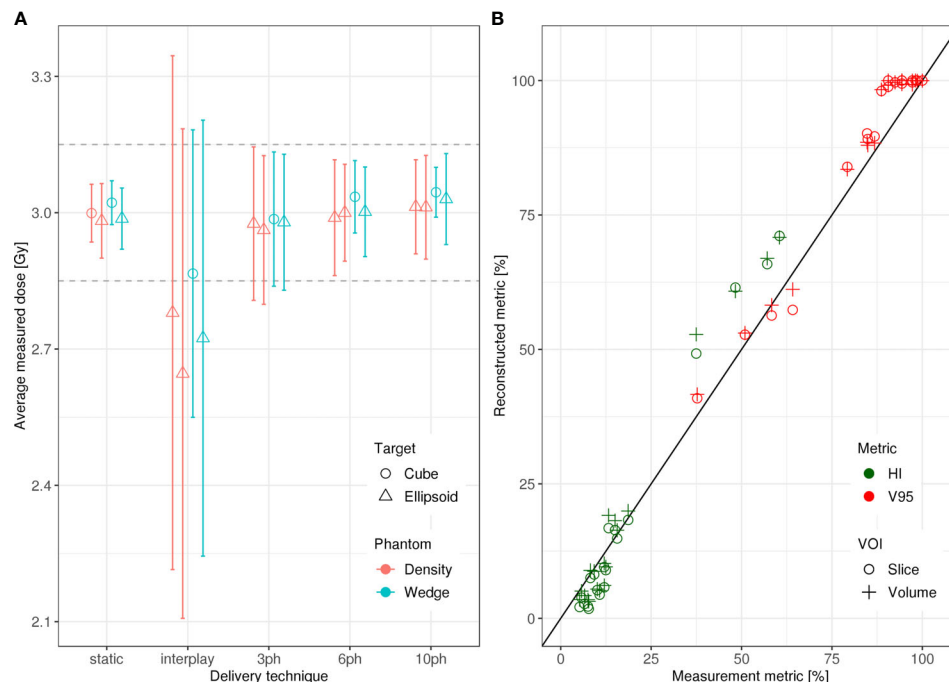 A
B
Average measured dose [Gy]
3.3
3.0
2.7
2.4
2.1
Target
Cube
Ellipsoid
Phantom
Density
Wedge
static
interplay
3ph
6ph
10ph
Delivery technique
Reconstructed metric [%]
100
75
50
25
0
Metric
HI
V95
VOI
Slice
Volume
0
25
50
75
100
Measurement metric [%]